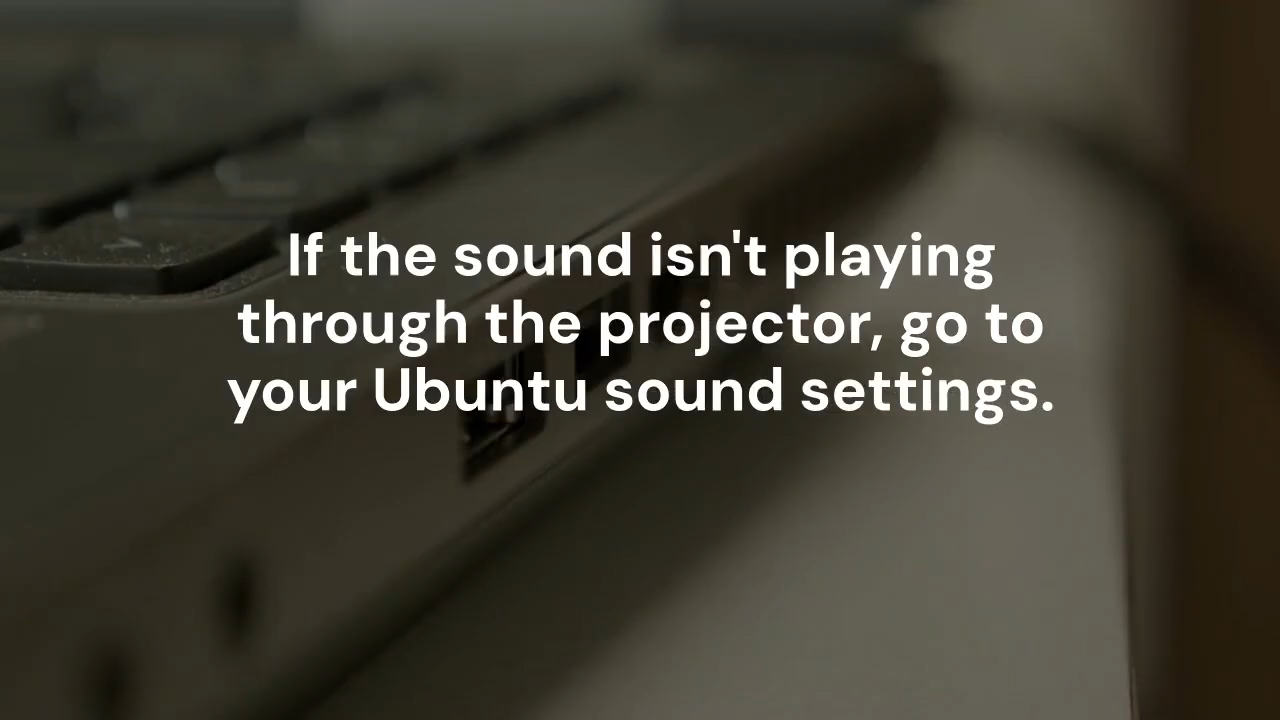 If the sound isn't playing
through the projector, go to
your Ubuntu sound settings.